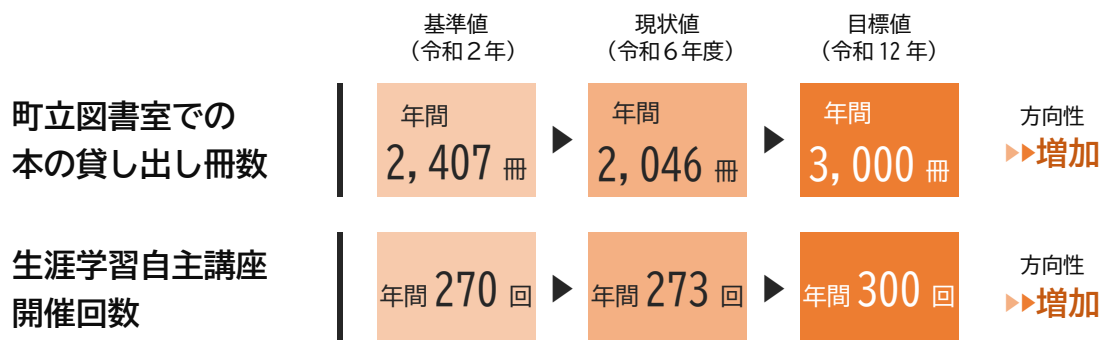 基準値
（令和２年）
現状値
（令和６年度）
目標値
（令和 12 年）
町立図書室での
本の貸し出し冊数
年間
2,407 冊
年間
2,046 冊
年間
3,000 冊
方向性
増加
生涯学習自主講座
開催回数
年間 270 回
年間 273 回
年間 300 回
方向性
増加